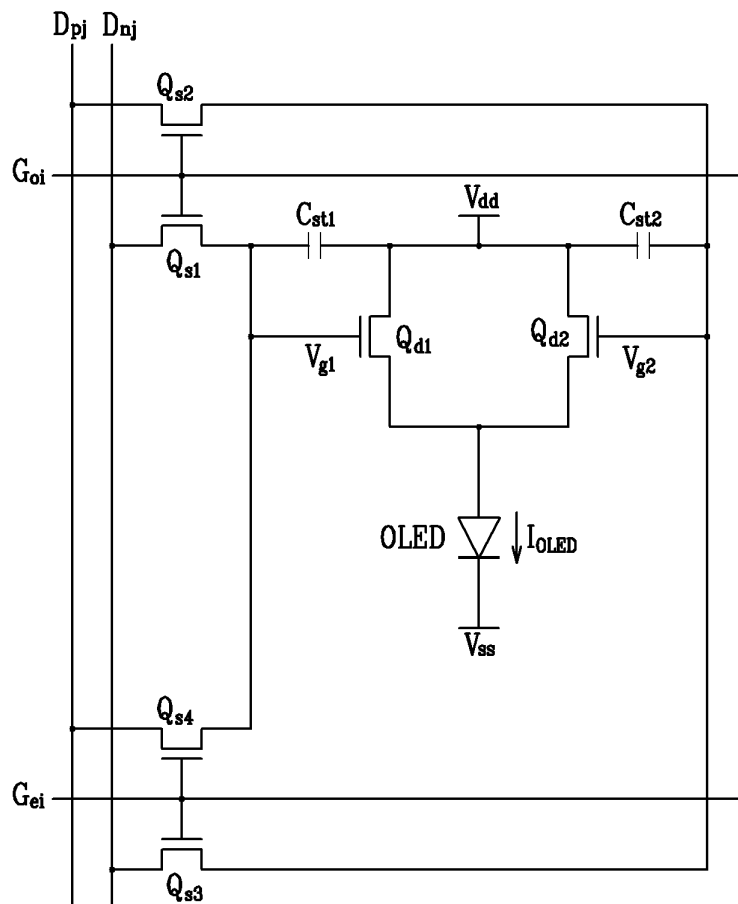 Dpj Dnj
Qs2
Goi
Vdd
Cst1
Cst2
Qs1
Qd1
Qd2
Vg1
Vg2
OLED
IOLED
Vss
Qs4
Gei
Qs3